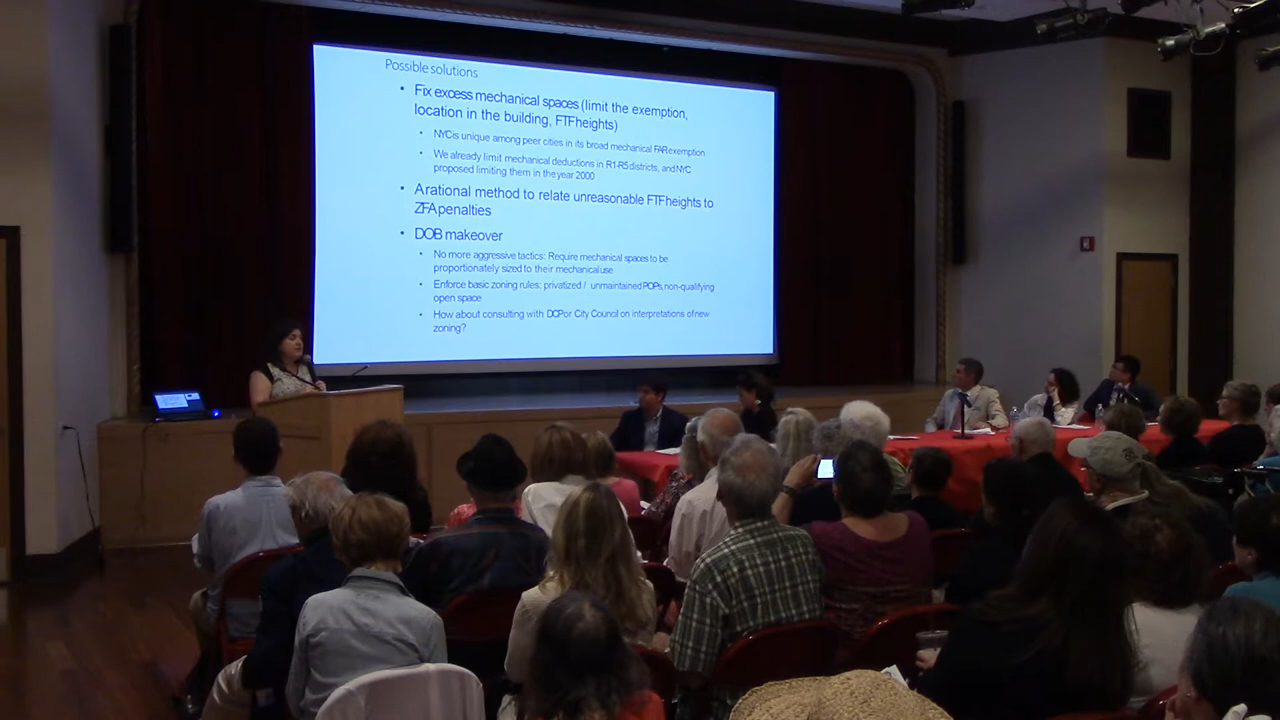 Possible solutions
• Fix excess mechanical spaces (limit the exemption,
location in the building, FTF heights)
• NYC is unique among peer cities in its broad mechanical FAR exemption
• We already limit mechanical deductions in R1-R5 districts, and NYC
proposed limiting them in the year 2000
• A rational method to relate unreasonable FTF heights to
ZFA penalties
• DOB makeover
• No more aggressive tactics: Require mechanical spaces to be
proportionately sized to their mechanical use
• Enforce basic zoning rules: privatized / unmaintained POPs, non-qualifying
open space
• How about consulting with DCP or City Council on interpretations of new
zoning?